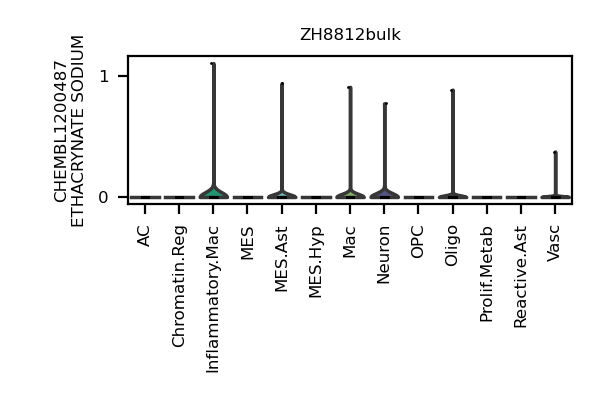 ZH8812bulk
CHEMBL1200487
ETHACRYNATE SODIUM
1
0
AC
Chromatin.Reg
Inflammatory.Mac
MES
MES.Ast
MES.Hyp
Mac
Neuron
OPC
Oligo
Prolif.Metab
Reactive.Ast
Vasc